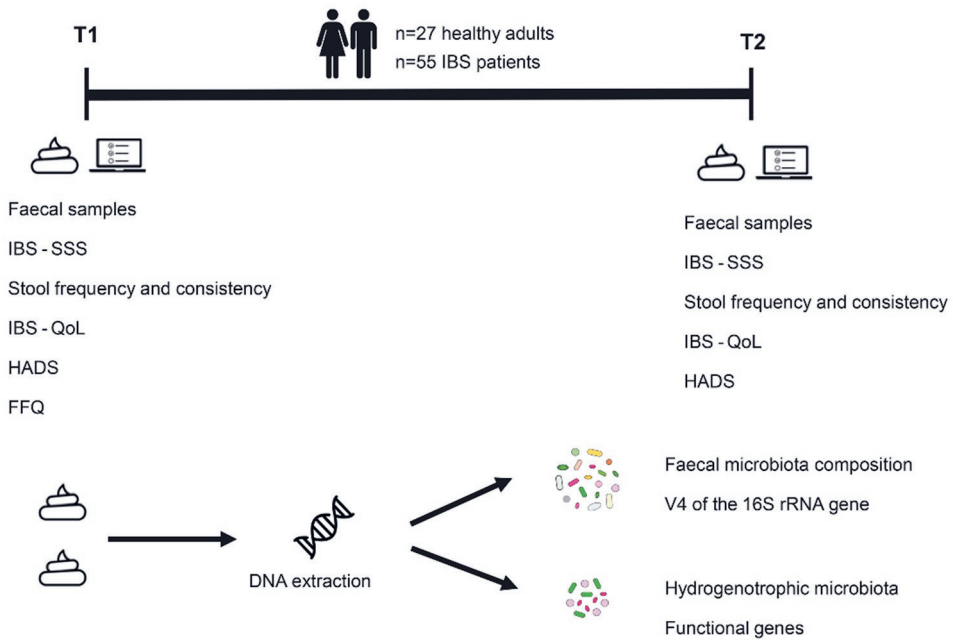 T1
n=27 healthy adults
n=55 IBS patients
T2
Faecal samples
IBS - SSS
Stool frequency and consistency
IBS - QoL
HADS
FFQ
Faecal samples
IBS - SSS
Stool frequency and consistency
IBS - QoL
HADS
DNA extraction
Faecal microbiota composition
V4 of the 16S rRNA gene
Hydrogenotrophic microbiota
Functional genes